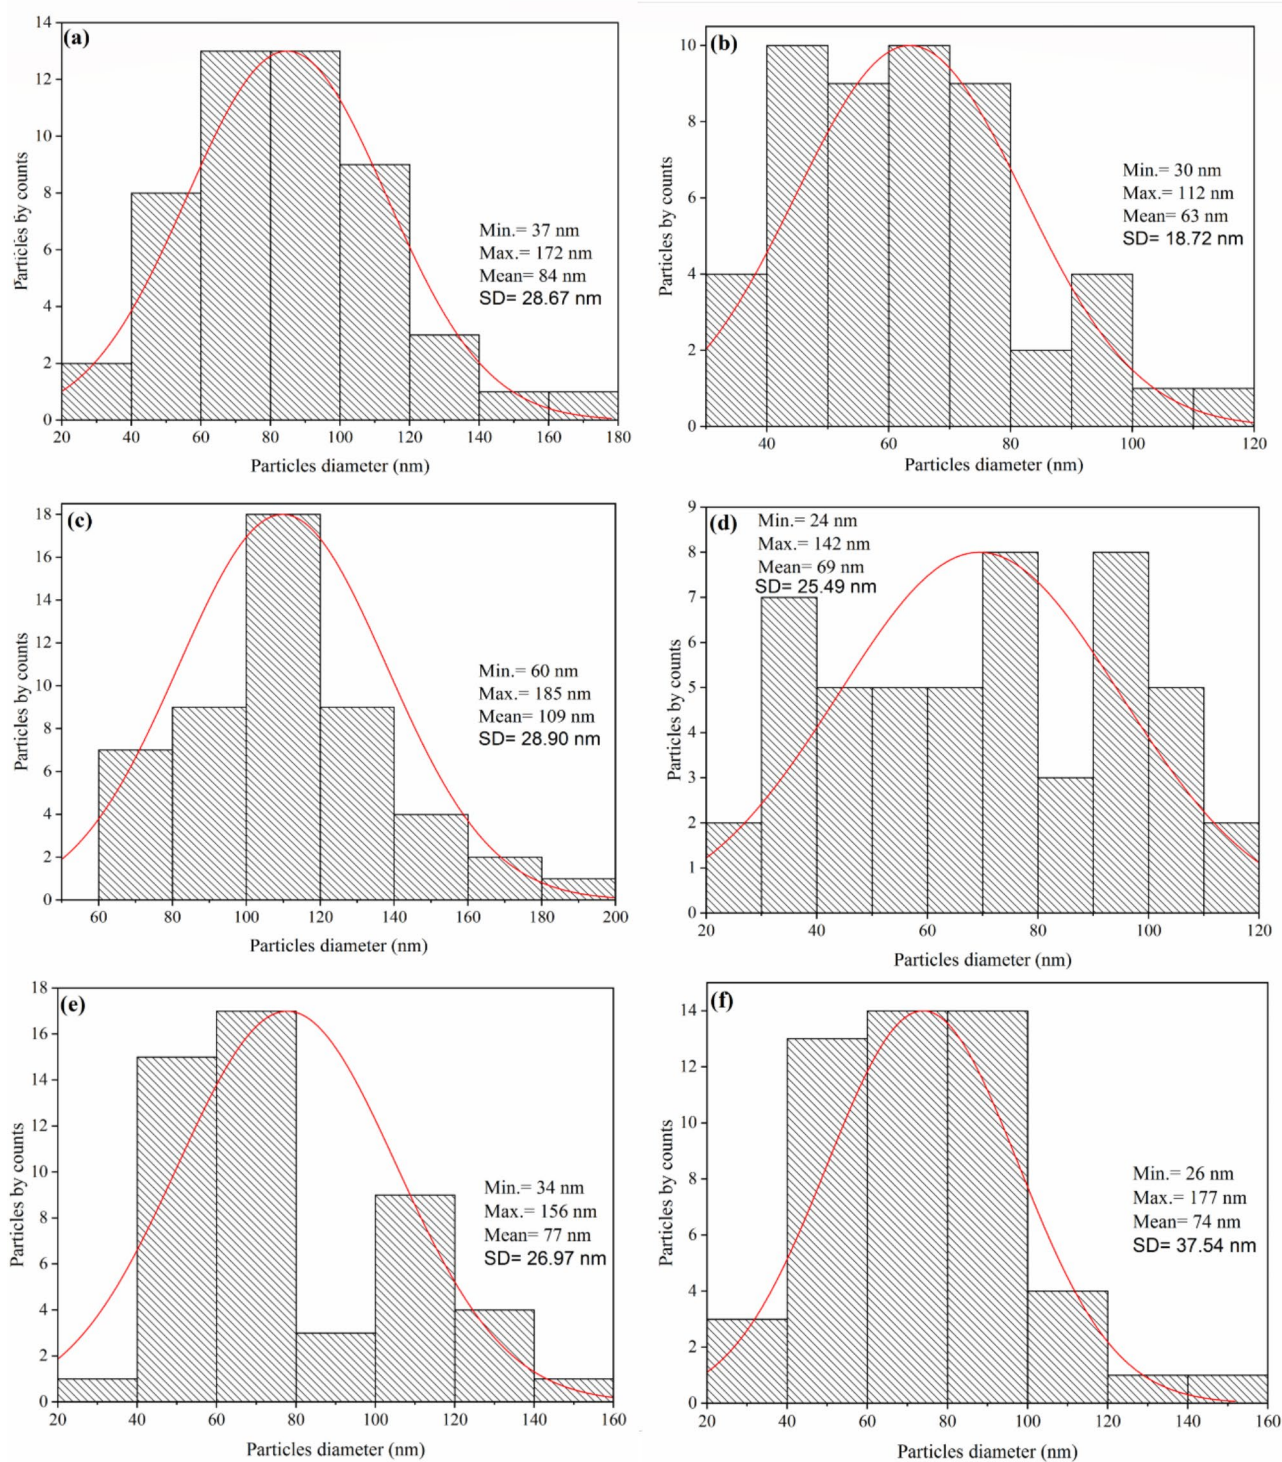 (a)
14
12
10
8
6
4
2
0
Particles by counts
Min.= 37 nm
Max.= 172 nm
Mean= 84 nm
SD= 28.67 nm
20 40 60 80 100 120 140 160 180
Particles diameter (nm)
(b)
10
8
6
4
2
0
Particles by counts
Min.= 30 nm
Max.= 112 nm
Mean= 63 nm
SD= 18.72 nm
40 60 80 100 120
Particles diameter (nm)
(c)
18
16
14
12
10
8
6
4
2
0
Particles by counts
Min.= 60 nm
Max.= 185 nm
Mean= 109 nm
SD= 28.90 nm
60 80 100 120 140 160 180 200
Particles diameter (nm)
(d)
9
8
7
6
5
4
3
2
1
0
Particles by counts
Min.= 24 nm
Max.= 142 nm
Mean= 69 nm
SD= 25.49 nm
20 40 60 80 100 120
Particles diameter (nm)
(e)
18
16
14
12
10
8
6
4
2
0
Particles by counts
Min.= 34 nm
Max.= 156 nm
Mean= 77 nm
SD= 26.97 nm
20 40 60 80 100 120 140 160
Particles diameter (nm)
(f)
14
12
10
8
6
4
2
0
Particles by counts
Min.= 26 nm
Max.= 177 nm
Mean= 74 nm
SD= 37.54 nm
20 40 60 80 100 120 140 160
Particles diameter (nm)